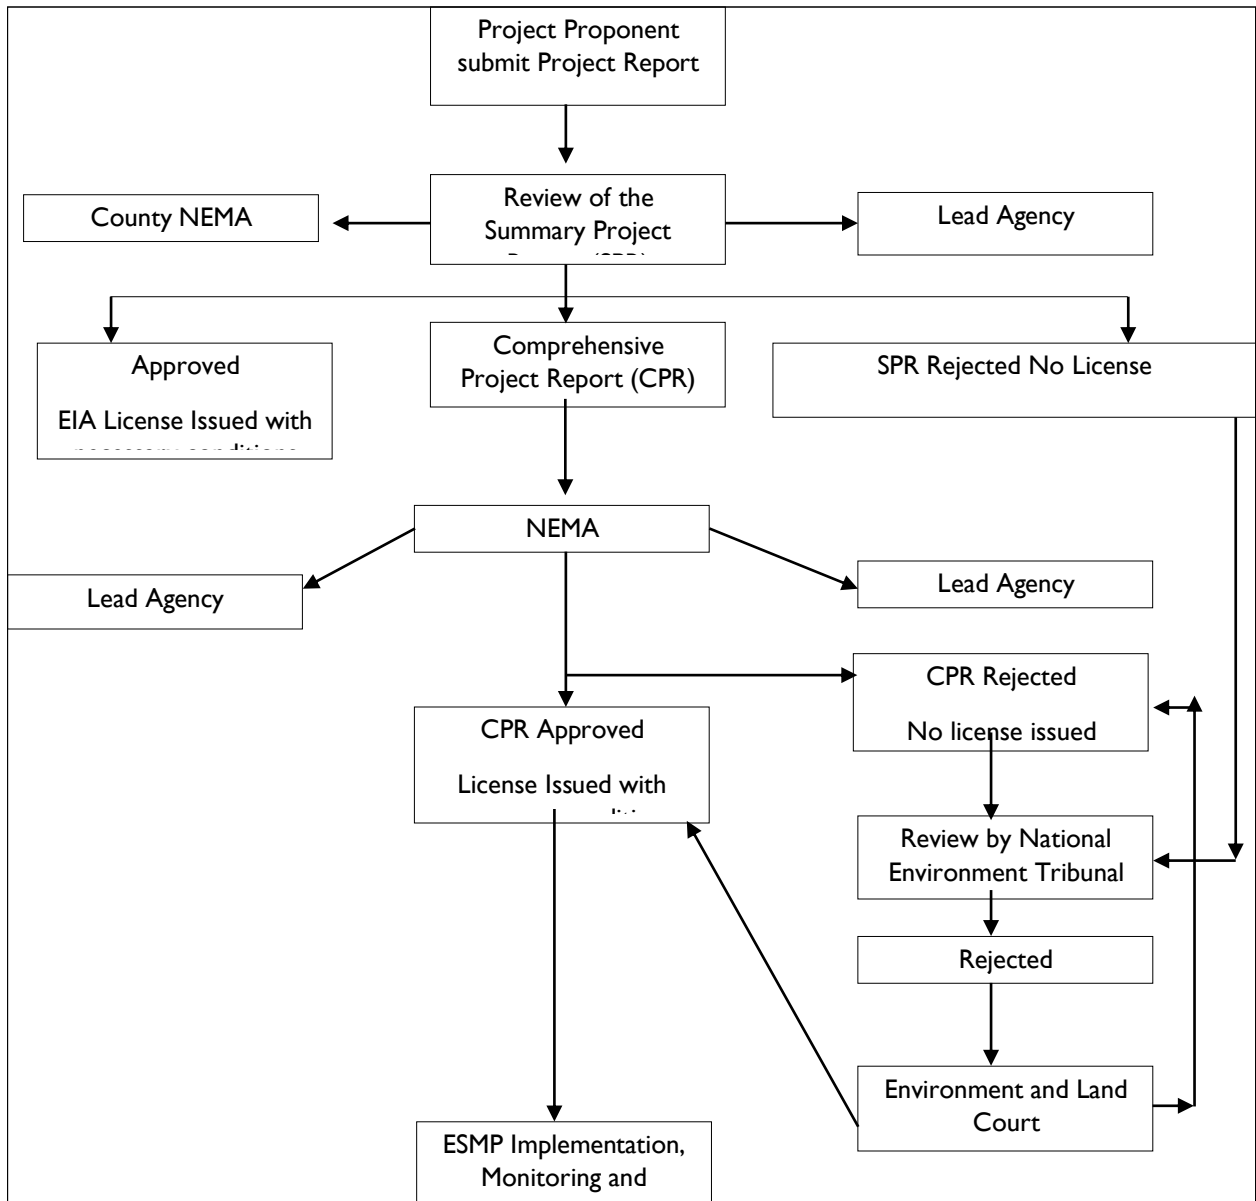 Project Proponent
submit Project Report
County NEMA
Review of the
Summary Project
Lead Agency
Approved
EIA License Issued with
necessary conditions
Comprehensive
Project Report (CPR)
SPR Rejected No License
NEMA
Lead Agency
Lead Agency
CPR Rejected
No license issued
CPR Approved
License Issued with
Review by National
Environment Tribunal
Rejected
Environment and Land
Court
ESMP Implementation,
Monitoring and